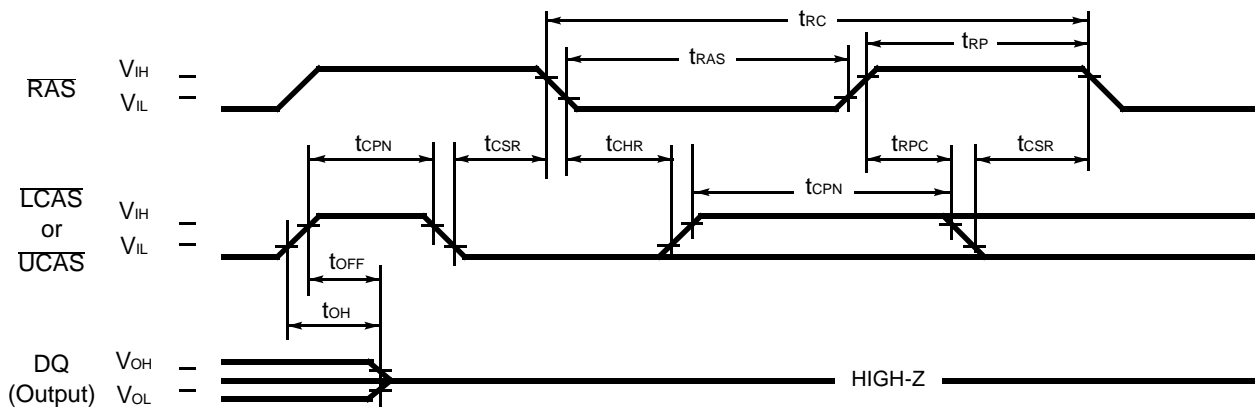 tRC
tRAS
tRP
RAS
VIH
VIL
tCPN
tCSR
tCHR
tRPC
tCSR
tCPN
LCAS
or
UCAS
VIH
VIL
tOFF
tOH
DQ
(Output)
VOH
VOL
HIGH-Z